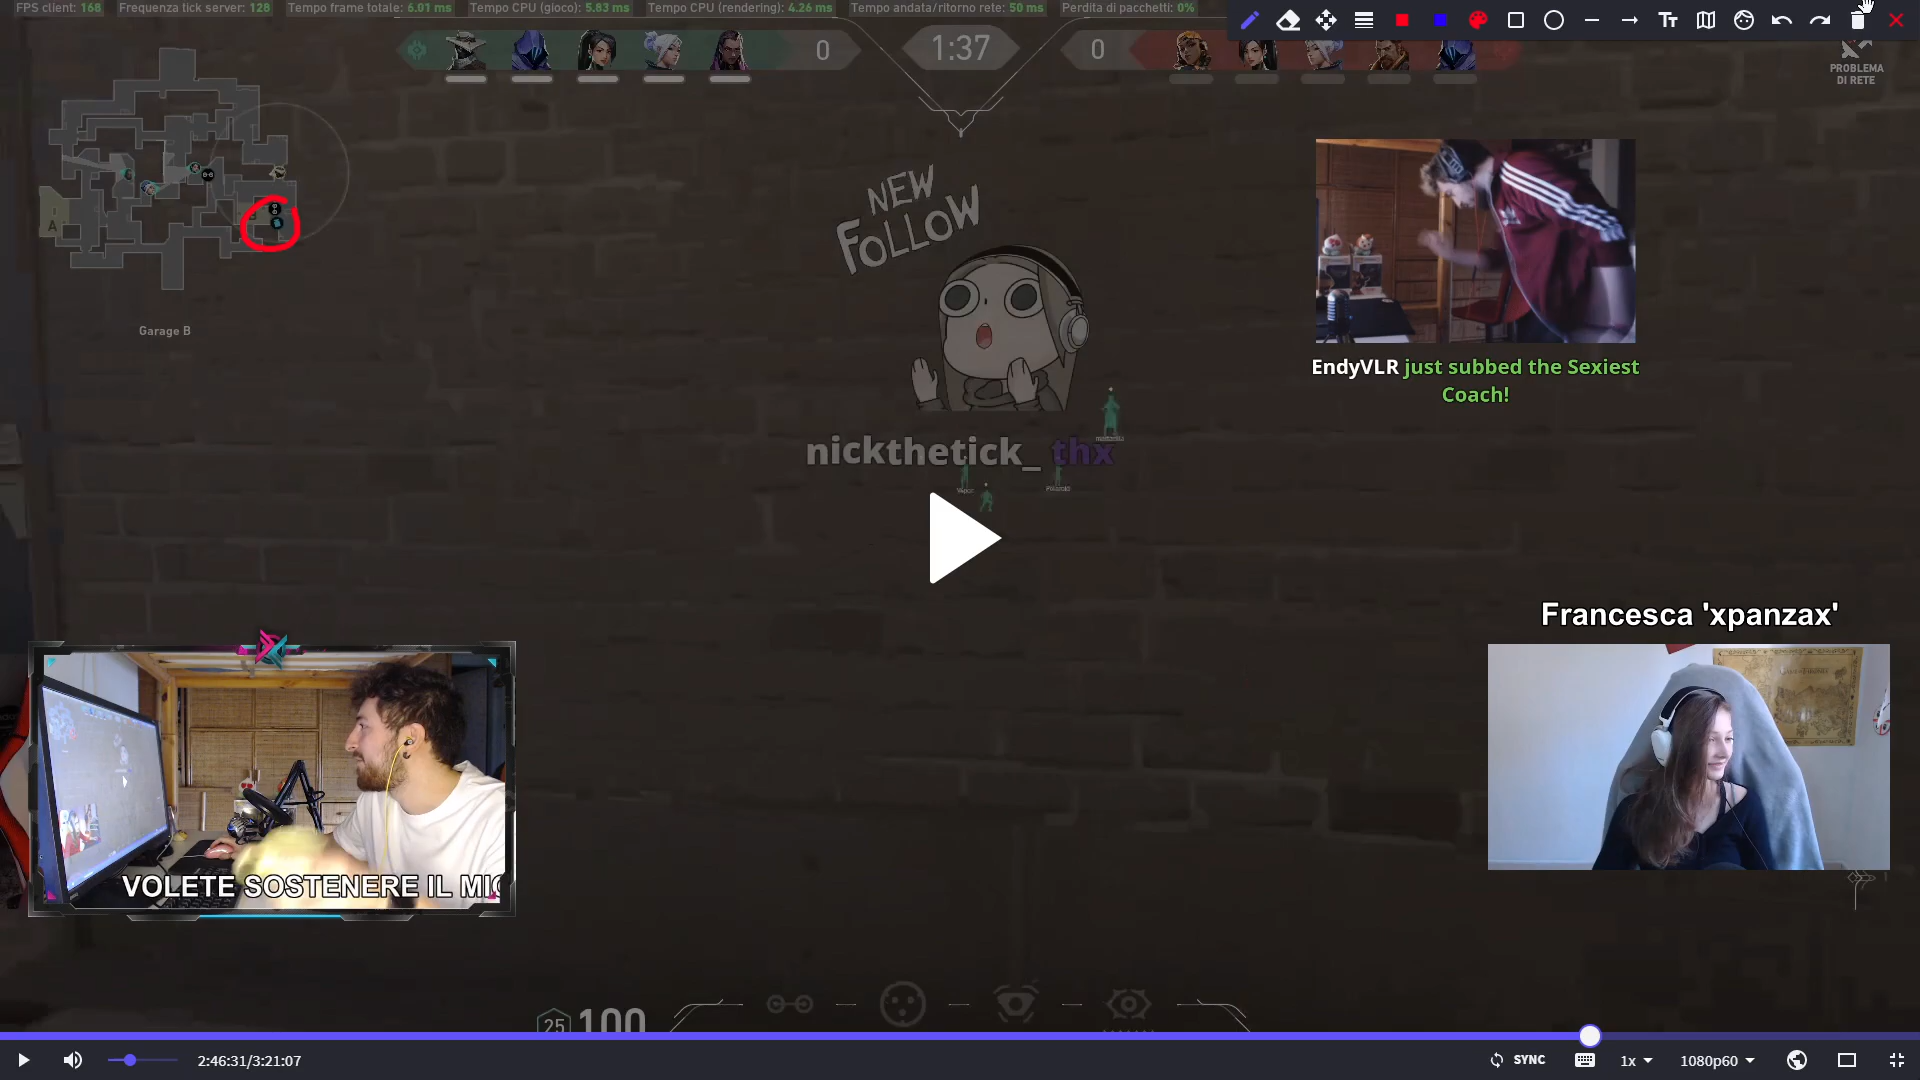 FPS client: 168 Frequenza tick server: 128 Tempo frame totale: 6.01 ms Tempo CPU (gioco): 5.83 ms Tempo CPU (rendering): 4.26 ms Tempo andata/ritorno rete: 50 ms Perdita di pacchetti: 0%
0 1:37 0
PROBLEMA
DI RETE
A
Garage B
NEW
FOLLOW
nickthetick_ thx
EndyVLR just subbed the Sexiest
Coach!
Francesca 'xpanzax'
VOLETE SOSTENERE IL MIO
25 100
2:46:31/3:21:07
SYNC 1x 1080p60